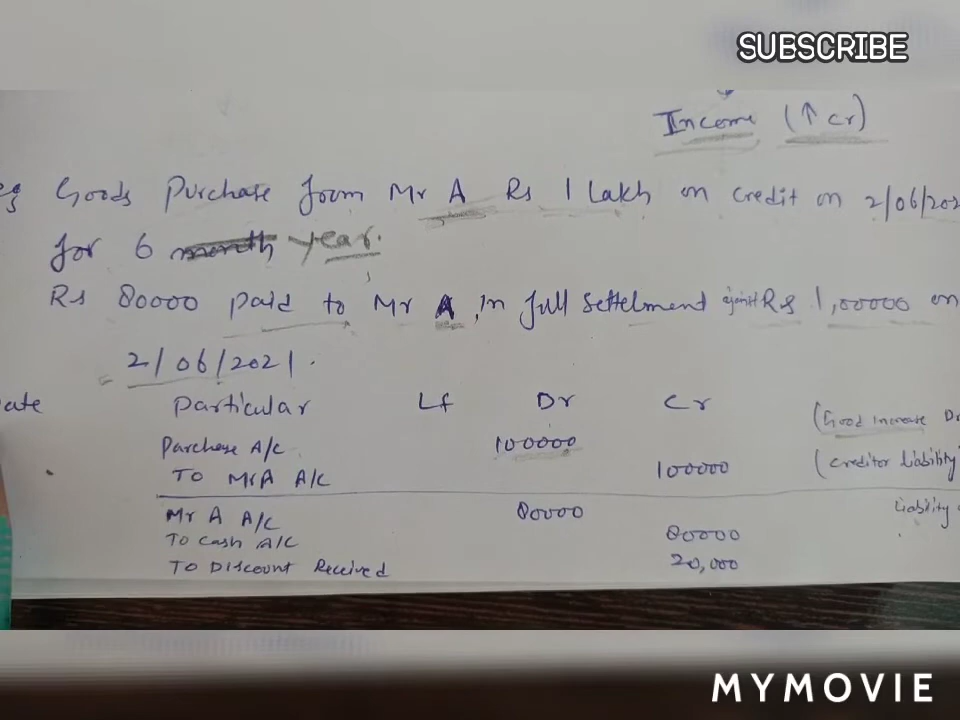 SUBSCRIBE
Income (↑ Cr)
eg Goods Purchase from Mr A Rs 1 Lakh on credit on 2/06/202
for 6 month year.
Rs 80000 paid to Mr A in full settelment against Rs 1,00000 on
2/06/2021.
ate Particular Lf Dr Cr
(Good increase Dr
Purchase A/C 100000
To Mr A A/C 100000 (creditor liability)
Mr A A/C 80000 liability
To Cash A/C 80000
To Discount Received 20,000
MYMOVIE